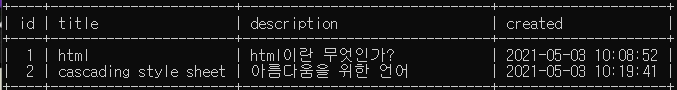 id | title | description | created
1 | html | html이란 무엇인가? | 2021-05-03 10:08:52
2 | cascading style sheet | 아름다움을 위한 언어 | 2021-05-03 10:19:41